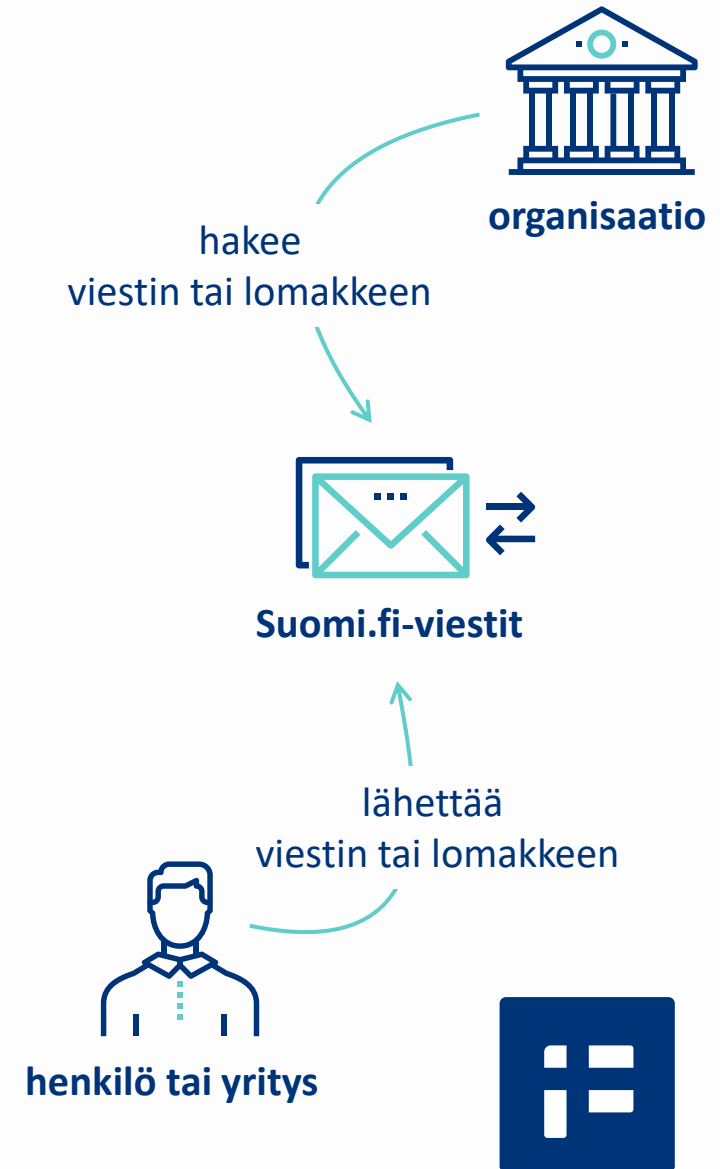 organisaatio
hakee
viestin tai lomakkeen
Suomi.fi-viestit
lähettää
viestin tai lomakkeen
henkilö tai yritys